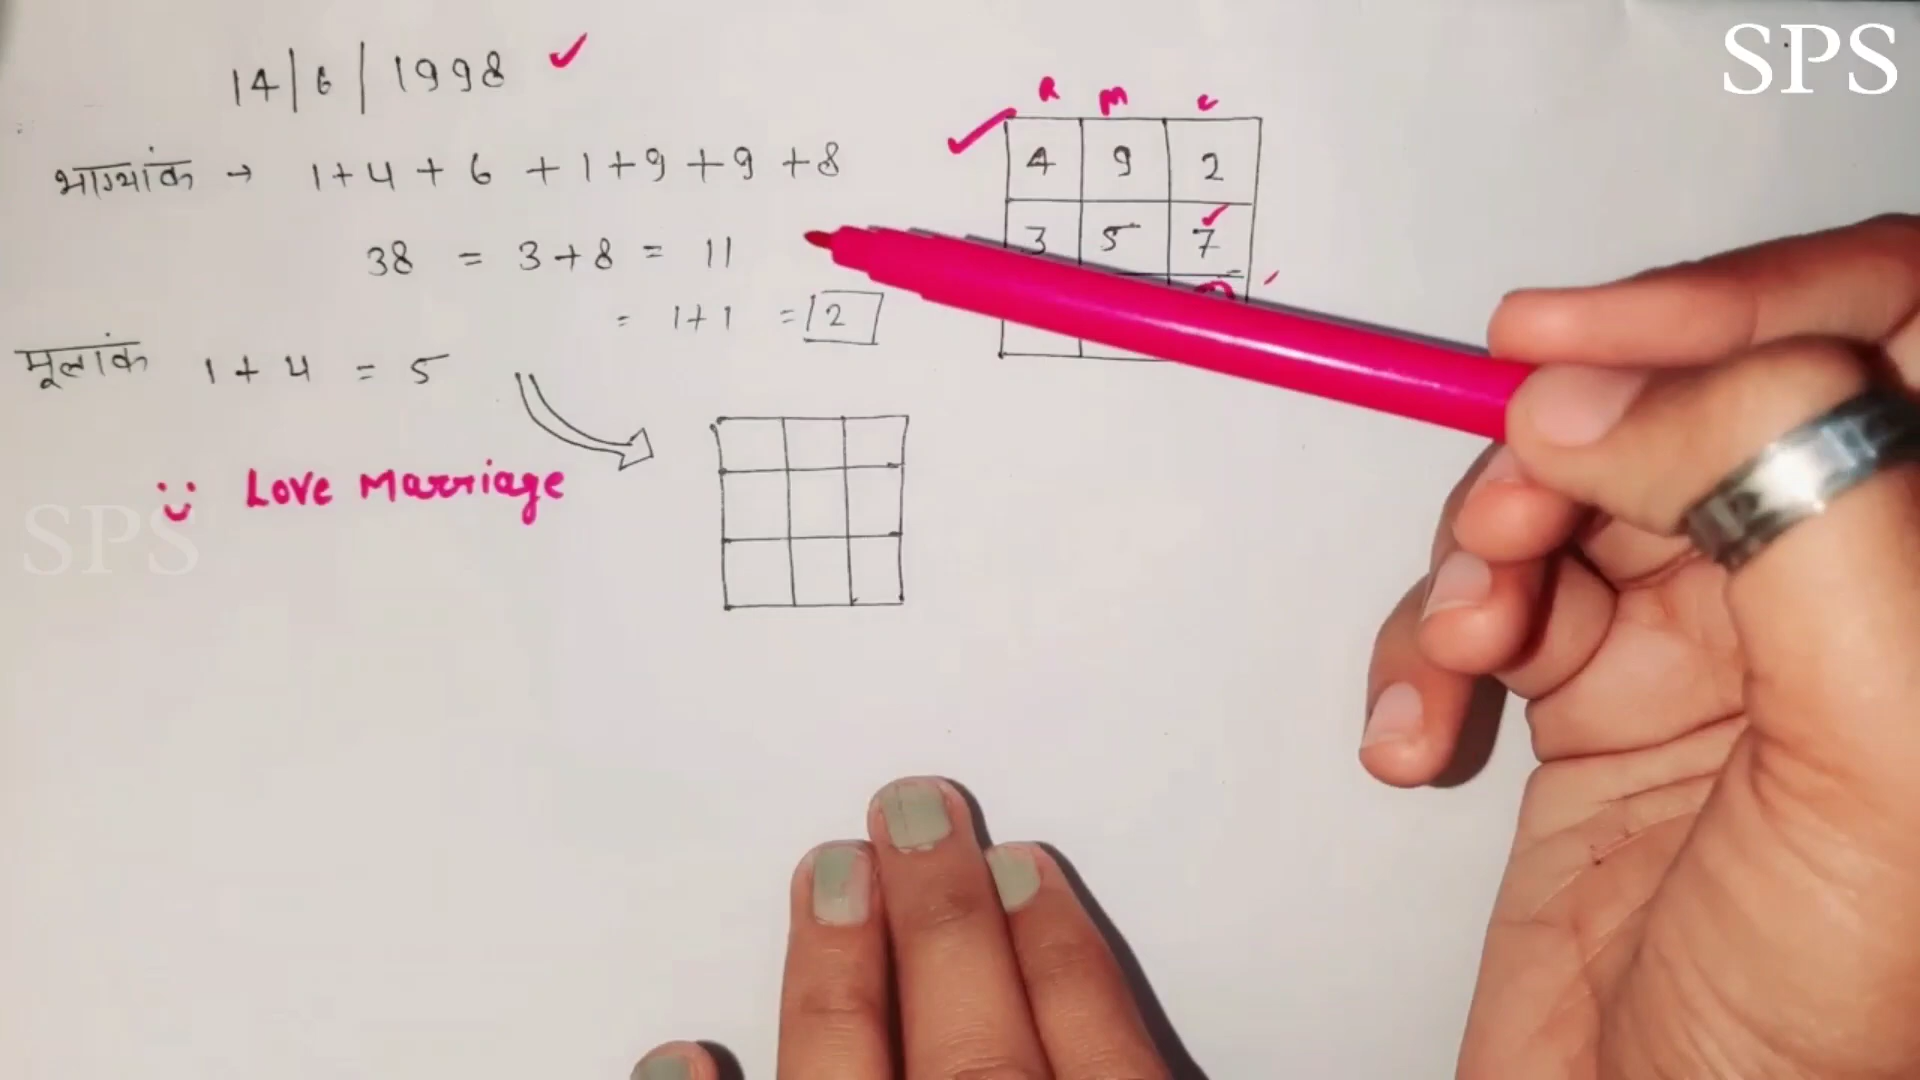 SPS
14/6/1998 ✓
भाग्यांक → 1+4+6+1+9+9+8
38 = 3+8 = 11
= 1+1 = 2
मूलांक 1+4 = 5
Love Marriage
SPS
R M C
4 9 2
3 5 7